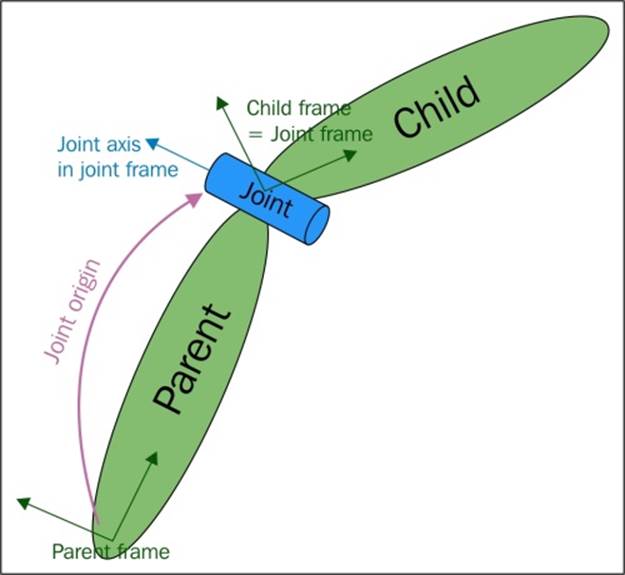 Child frame
= Joint frame
Child
Joint axis
in joint frame
Joint
Joint origin
Parent
Parent frame